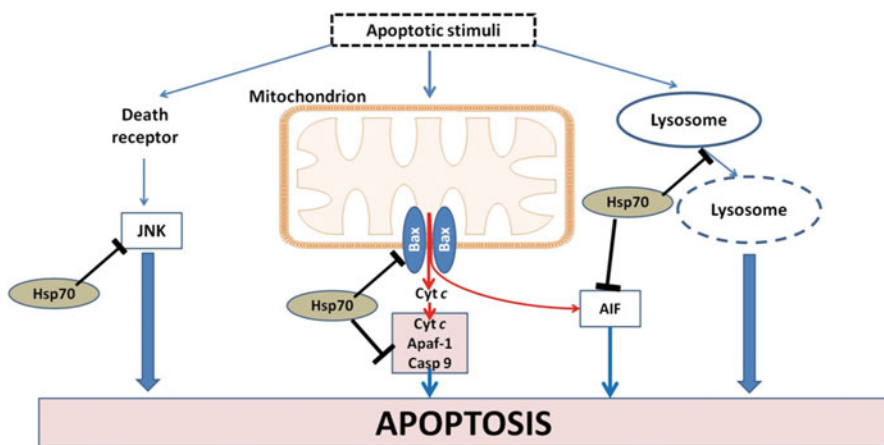 Apoptotic stimuli
Mitochondrion
Death
receptor
Lysosome
Hsp70
Lysosome
JNK
Bax
Bax
Hsp70
Cyt c
Hsp70
Cyt c
Apaf-1
Casp 9
AIF
APOPTOSIS